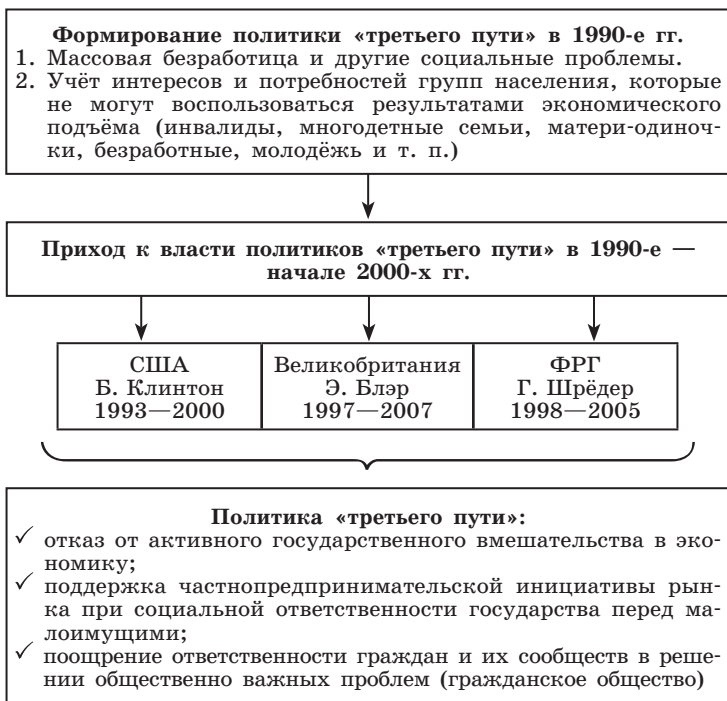 Формирование политики «третьего пути» в 1990-е гг.
1. Массовая безработица и другие социальные проблемы.
2. Учёт интересов и потребностей групп населения, которые
не могут воспользоваться результатами экономического
подъёма (инвалиды, многодетные семьи, матери-одиноч-
ки, безработные, молодёжь и т. п.)
Приход к власти политиков «третьего пути» в 1990-е —
начале 2000-х гг.
США
Б. Клинтон
1993—2000
Великобритания
Э. Блэр
1997—2007
ФРГ
Г. Шрёдер
1998—2005
Политика «третьего пути»:
✓ отказ от активного государственного вмешательства в эко-
номику;
✓ поддержка частнопредпринимательской инициативы рын-
ка при социальной ответственности государства перед ма-
лоимущими;
✓ поощрение ответственности граждан и их сообществ в реше-
нии общественно важных проблем (гражданское общество)